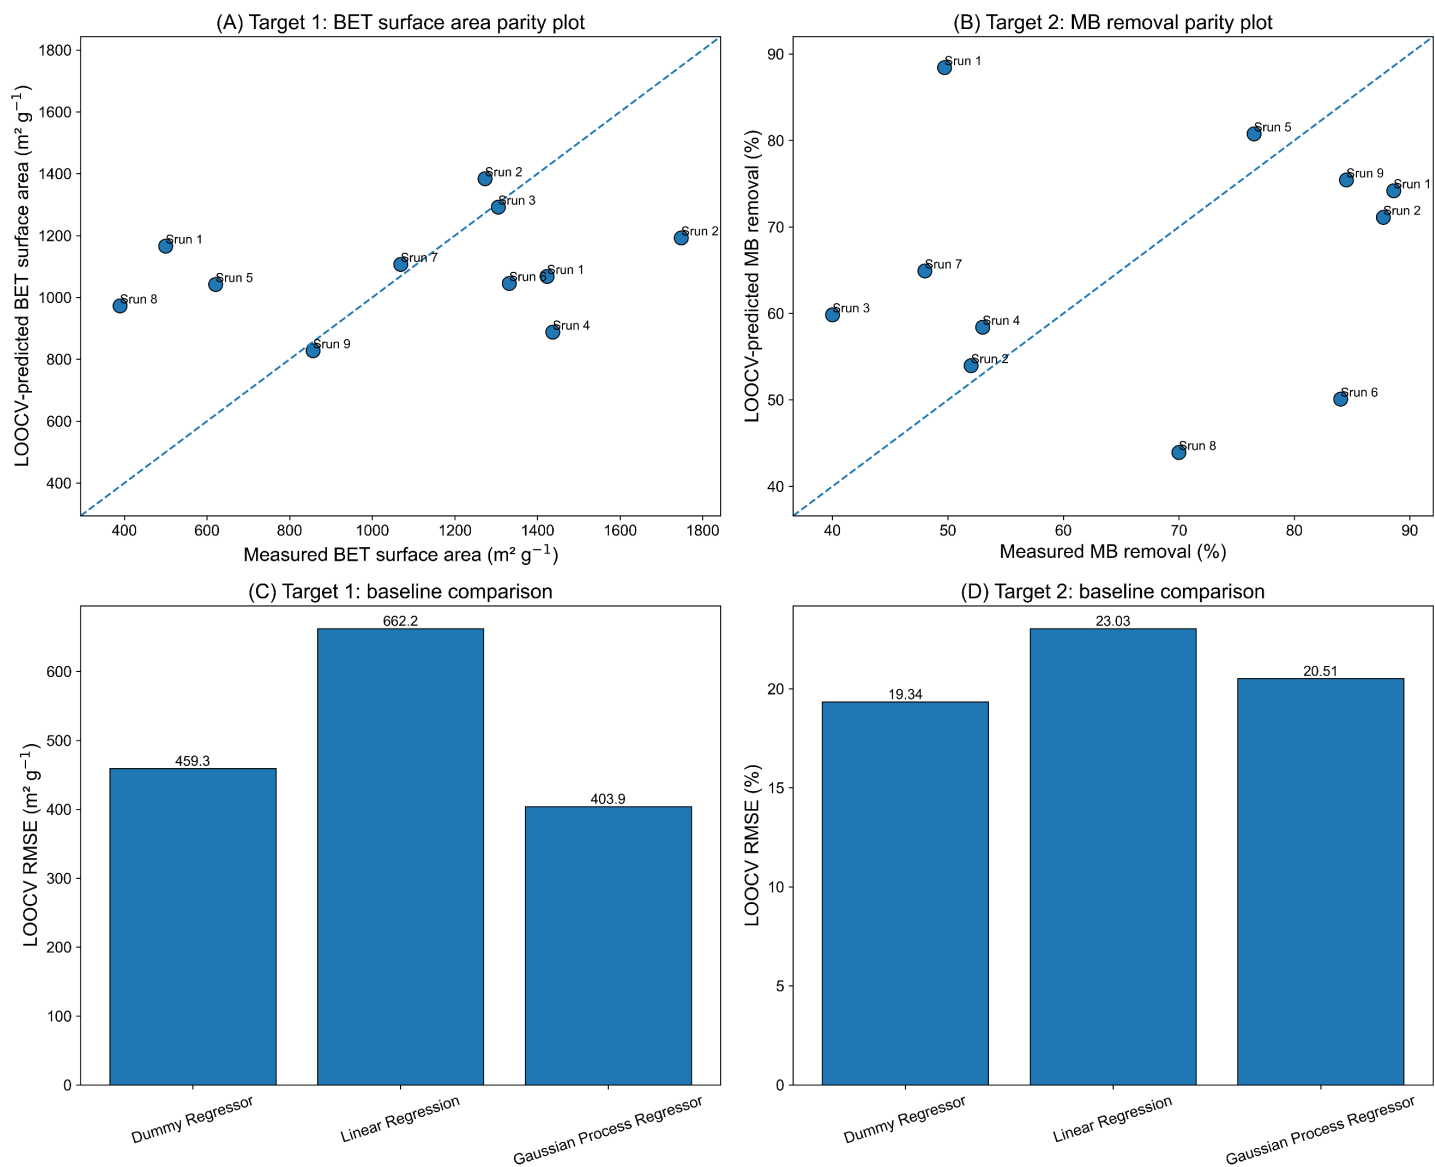 (A) Target 1: BET surface area parity plot
LOOCV-predicted BET surface area (m² g⁻¹)
1800
1600
1400
1200
1000
800
600
400
Srun 2
Srun 3
Srun 1
Srun 2
Srun 7
Srun 5
Srun 6
Srun 1
Srun 8
Srun 4
Srun 9
400 600 800 1000 1200 1400 1600 1800
Measured BET surface area (m² g⁻¹)
(B) Target 2: MB removal parity plot
LOOCV-predicted MB removal (%)
90
80
70
60
50
40
Srun 1
Srun 5
Srun 9
Srun 1
Srun 2
Srun 7
Srun 3
Srun 4
Srun 2
Srun 6
Srun 8
40 50 60 70 80 90
Measured MB removal (%)
(C) Target 1: baseline comparison
LOOCV RMSE (m² g⁻¹)
600
500
400
300
200
100
0
459.3
662.2
403.9
Dummy Regressor
Linear Regression
Gaussian Process Regressor
(D) Target 2: baseline comparison
LOOCV RMSE (%)
20
15
10
5
0
19.34
23.03
20.51
Dummy Regressor
Linear Regression
Gaussian Process Regressor